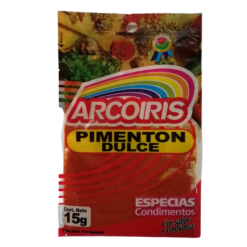 ARCOIRIS
PIMENTON
DULCE
Cont. Neto
15g
ESPECIAS
Condimentos